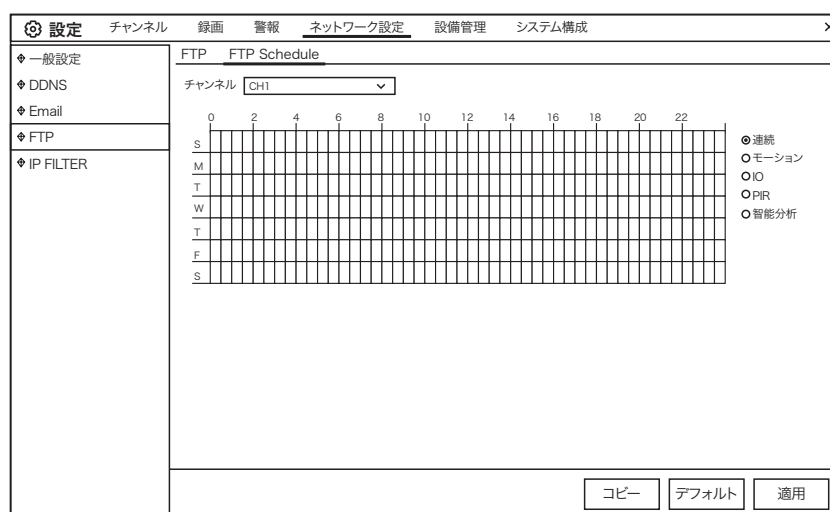 設定 チャンネル 録画 警報 ネットワーク設定 設備管理 システム構成 ×
一般設定
DDNS
Email
FTP
IP FILTER
FTP FTP Schedule
チャンネル CH1
0 2 4 6 8 10 12 14 16 18 20 22
S
M
T
W
T
F
S
連続
モーション
IO
PIR
智能分析
コピー デフォルト 適用